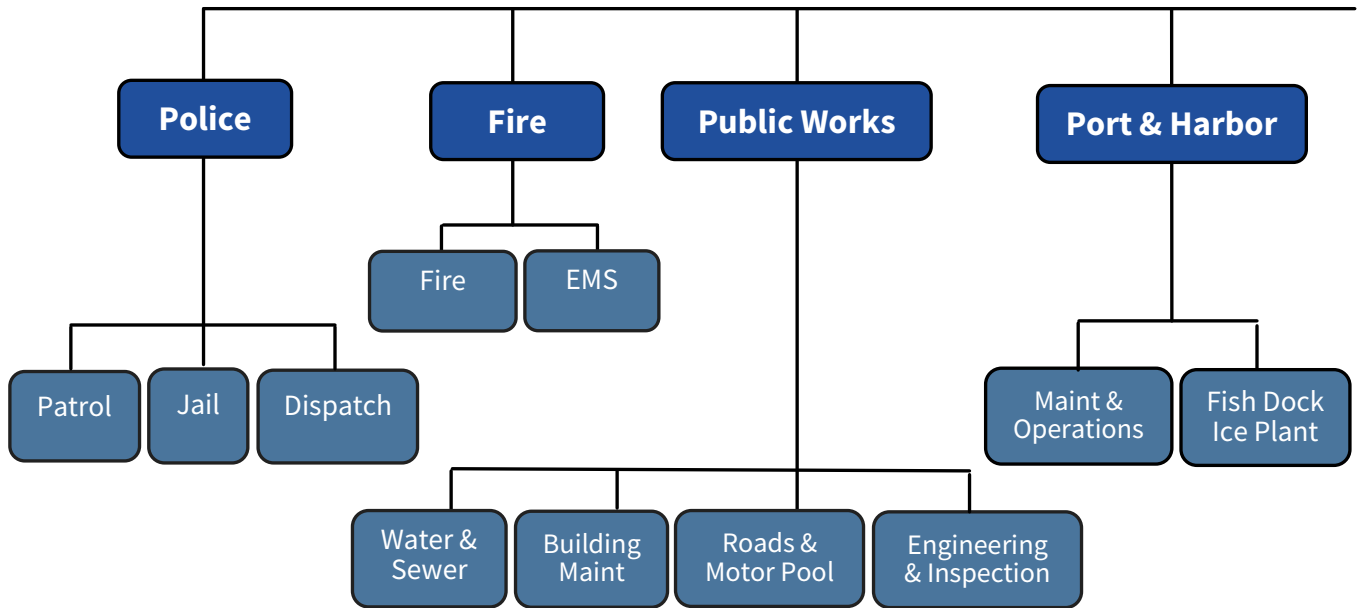 Police
Fire
Public Works
Port & Harbor
Fire
EMS
Patrol
Jail
Dispatch
Maint &
Operations
Fish Dock
Ice Plant
Water &
Sewer
Building
Maint
Roads &
Motor Pool
Engineering
& Inspection